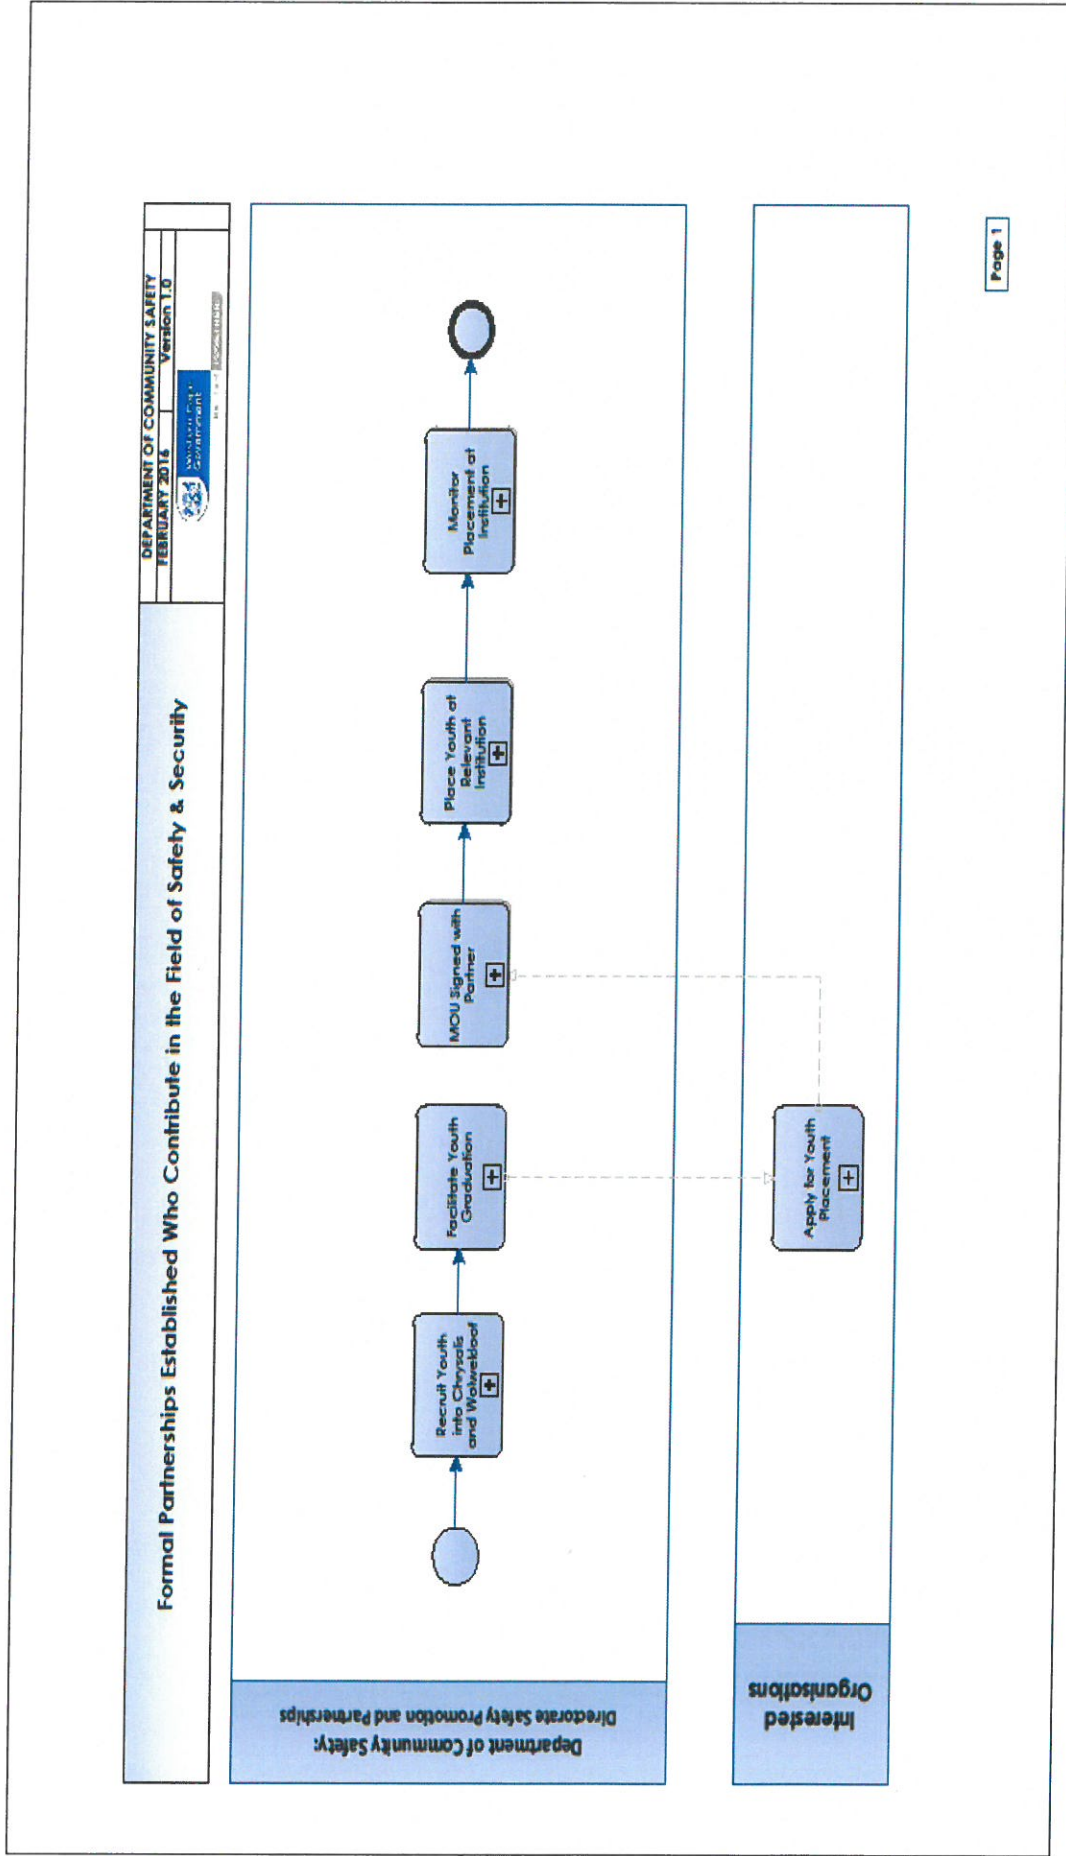 Formal Partnerships Established Who Contribute in the Field of Safety & Security
DEPARTMENT OF COMMUNITY SAFETY
FEBRUARY 2016
Version 1.0
Western Cape
Government
Department of Community Safety:
Directorate Safety Promotion and Partnerships
Recruit Youth
into Chrysalis
and Wolwekloof
Facilitate Youth
Graduation
MOU Signed with
Partner
Place Youth at
Relevant
Institution
Monitor
Placement at
Institution
Interested
Organisations
Apply for Youth
Placement
Page 1